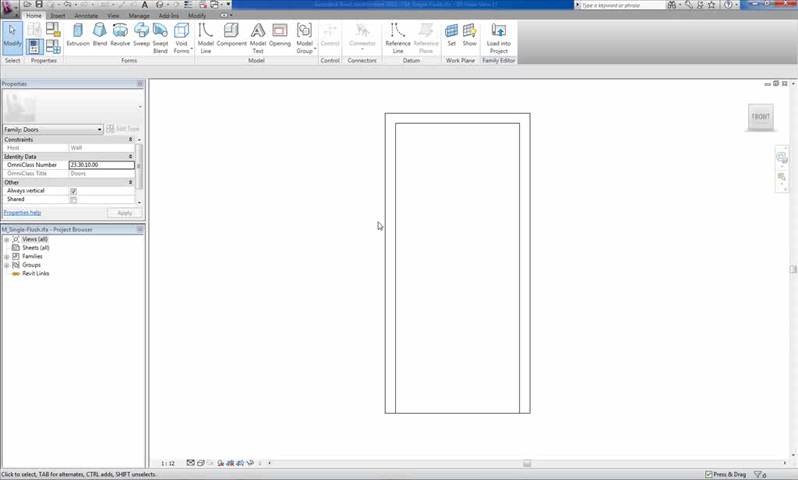 Type a keyword or phrase
Home Insert Annotate View Manage Add-Ins Modify
Modify Extrusion Blend Revolve Sweep Swept Blend Void Forms Model Line Component Model Text Opening Model Group Control Connector Reference Line Reference Plane Set Show Load into Project
Select Properties Forms Model Control Connectors Datum Work Plane Family Editor
Properties
FRONT
Family: Doors
Edit Type
Constraints
Host Wall
Identity Data
OmniClass Number 23.30.10.00
OmniClass Title Doors
Other
Always vertical
Shared
Properties help Apply
M_Single-Flush.rfa - Project Browser
Views (all)
Sheets (all)
Families
Groups
Revit Links
1 : 12
Click to select, TAB for alternates, CTRL adds, SHIFT unselects.
Press & Drag
:0